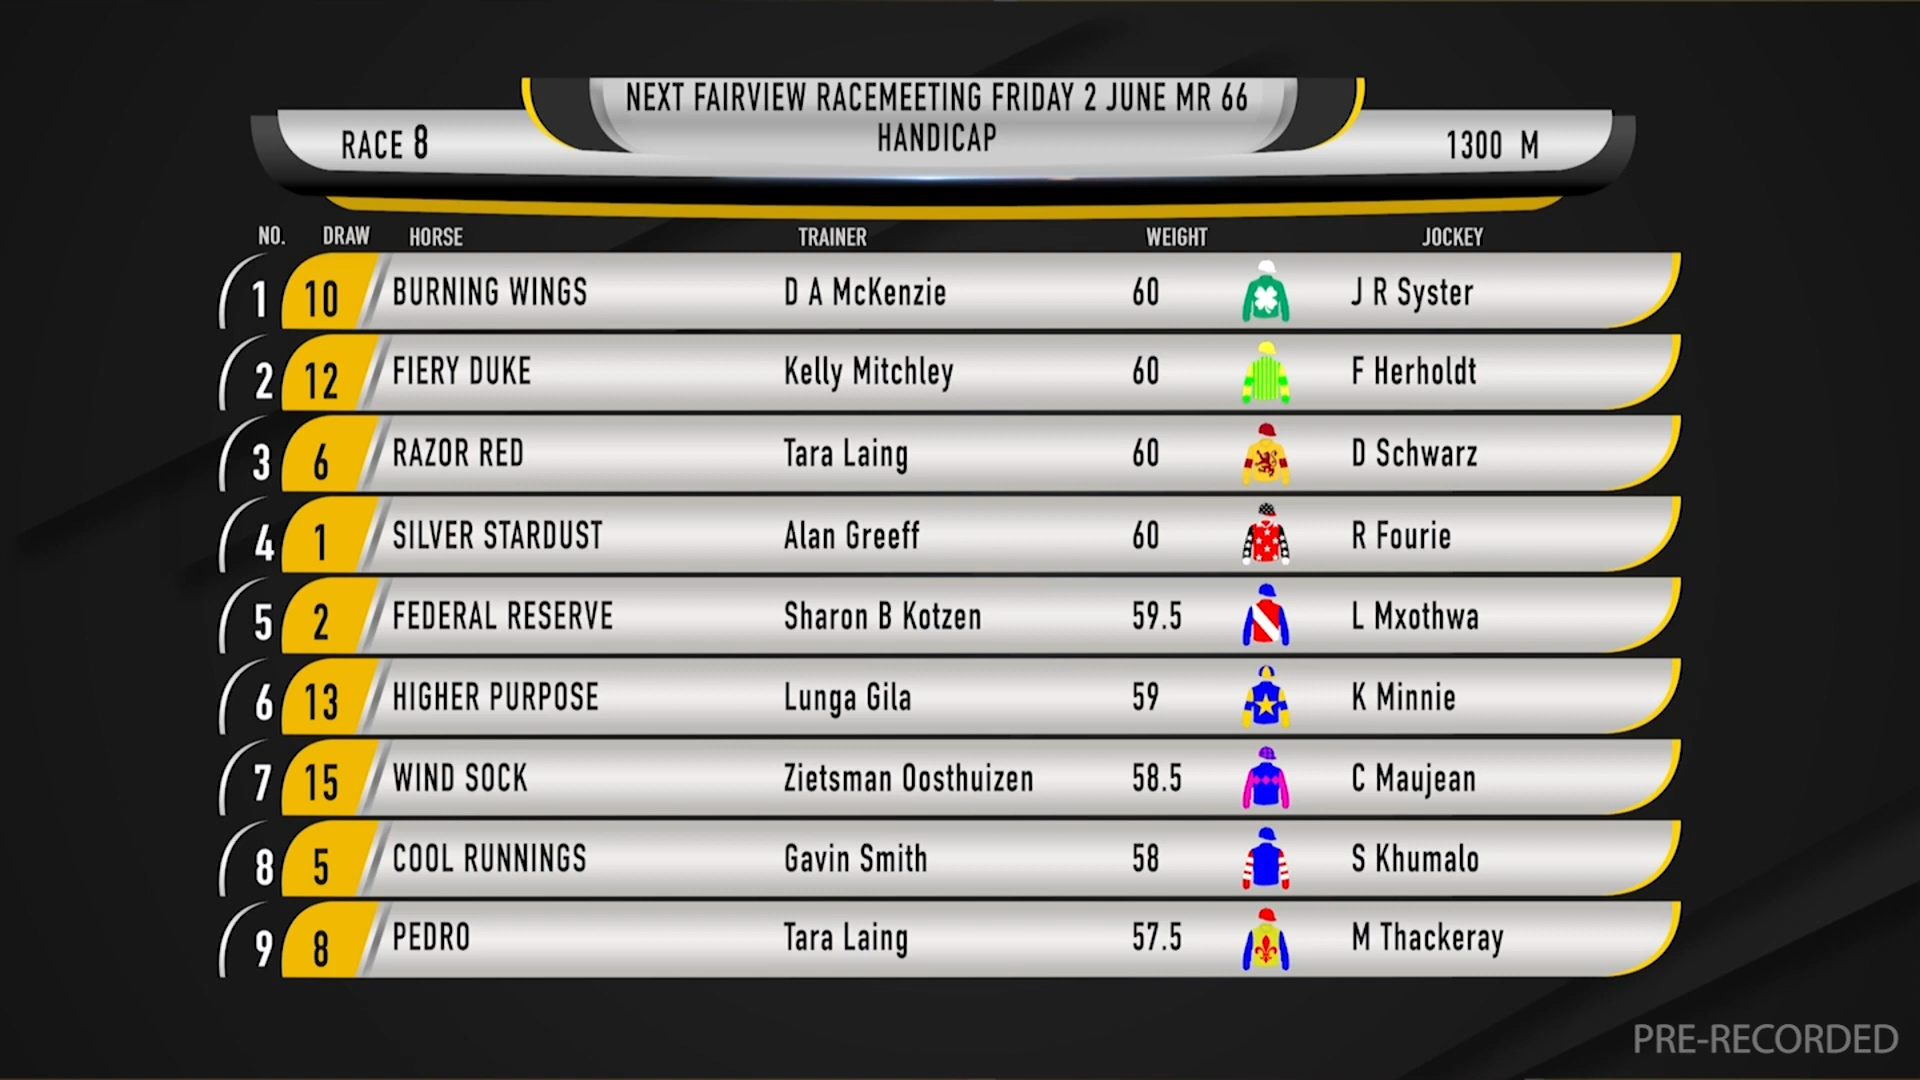 NEXT FAIRVIEW RACEMEETING FRIDAY 2 JUNE MR 66
HANDICAP
RACE 8 1300 M
NO. DRAW HORSE TRAINER WEIGHT JOCKEY
1 10 BURNING WINGS D A McKenzie 60 J R Syster
2 12 FIERY DUKE Kelly Mitchley 60 F Herholdt
3 6 RAZOR RED Tara Laing 60 D Schwarz
4 1 SILVER STARDUST Alan Greeff 60 R Fourie
5 2 FEDERAL RESERVE Sharon B Kotzen 59.5 L Mxothwa
6 13 HIGHER PURPOSE Lunga Gila 59 K Minnie
7 15 WIND SOCK Zietsman Oosthuizen 58.5 C Maujean
8 5 COOL RUNNINGS Gavin Smith 58 S Khumalo
9 8 PEDRO Tara Laing 57.5 M Thackeray
PRE-RECORDED